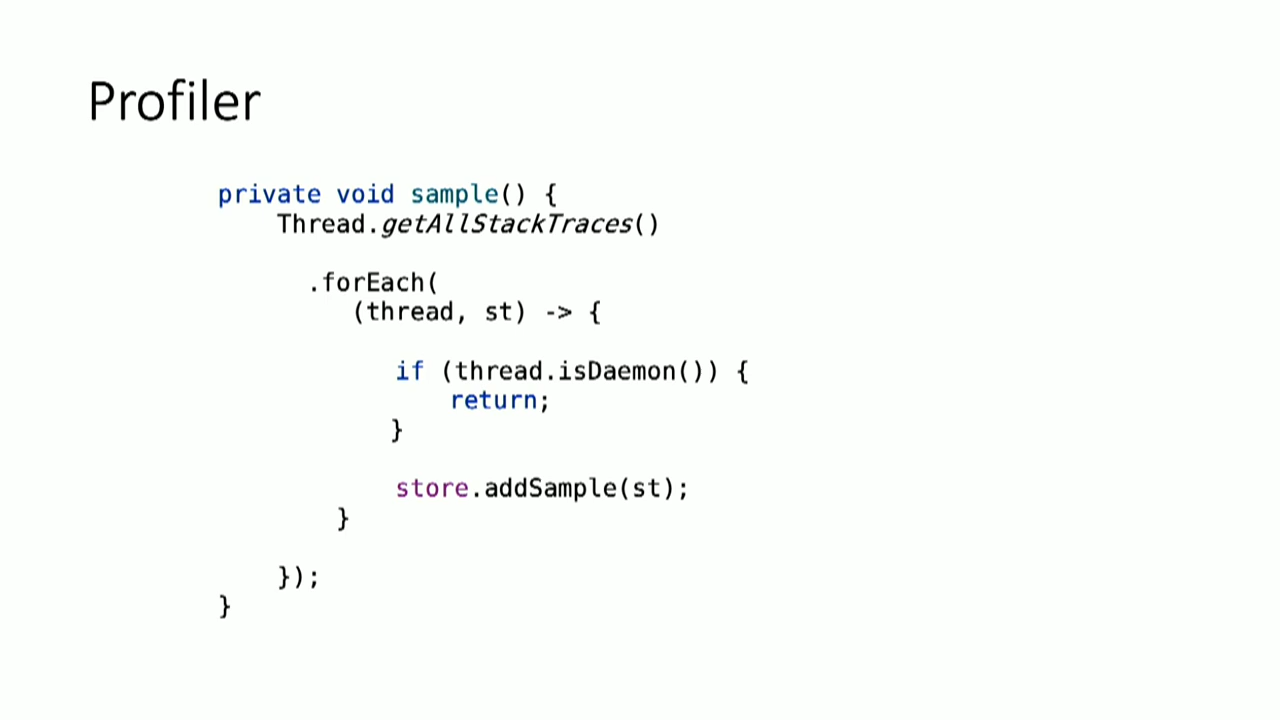 Profiler
private void sample() {
    Thread.getAllStackTraces()
      .forEach(
         (thread, st) -> {
            if (thread.isDaemon()) {
                return;
            }
            store.addSample(st);
        }
    });
}